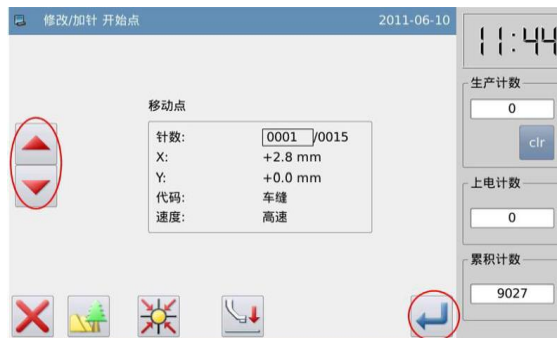 修改/加针 开始点 2011-06-10
11:44
移动点
针数: 0001 /0015
X: +2.8 mm
Y: +0.0 mm
代码: 车缝
速度: 高速
生产计数
0
clr
上电计数
0
累积计数
9027